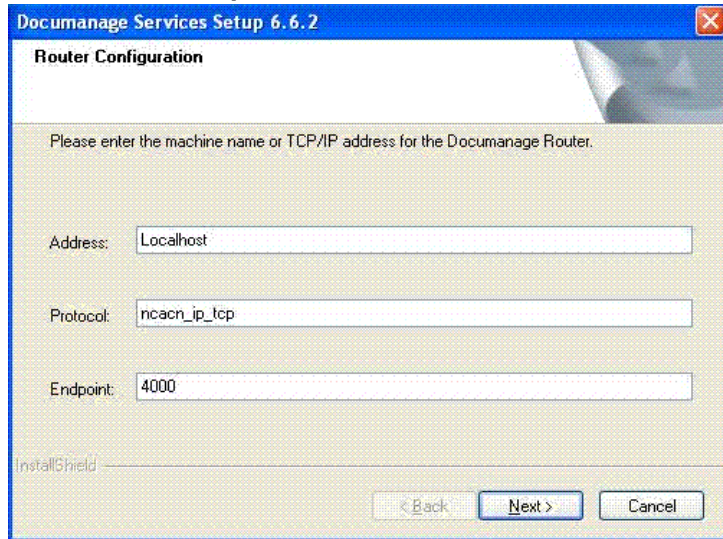 Documanage Services Setup 6.6.2
Router Configuration
Please enter the machine name or TCP/IP address for the Documanage Router.
Address: Localhost
Protocol: ncacn_ip_tcp
Endpoint: 4000
InstallShield
< Back Next > Cancel